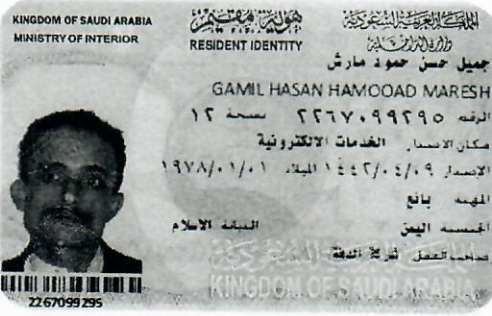 KINGDOM OF SAUDI ARABIA
MINISTRY OF INTERIOR
هوية مقيم
RESIDENT IDENTITY
المملكة العربية السعودية
وزارة الداخلية
جميل حسن حمود مارش
GAMIL HASAN HAMOOAD MARESH
الرقم ٢٢٦٧٠٩٩٢٩٥ نسخة ١٢
مكان الاصدار الخدمات الالكترونية
الاصدار ١٤٤٢/٠٤/٠٩ الميلاد ١٩٧٨/٠١/٠١
المهنة بائع
الجنسية اليمن الديانة الاسلام
صاحب العمل شركة
KINGDOM OF SAUDI ARABIA
2267099295